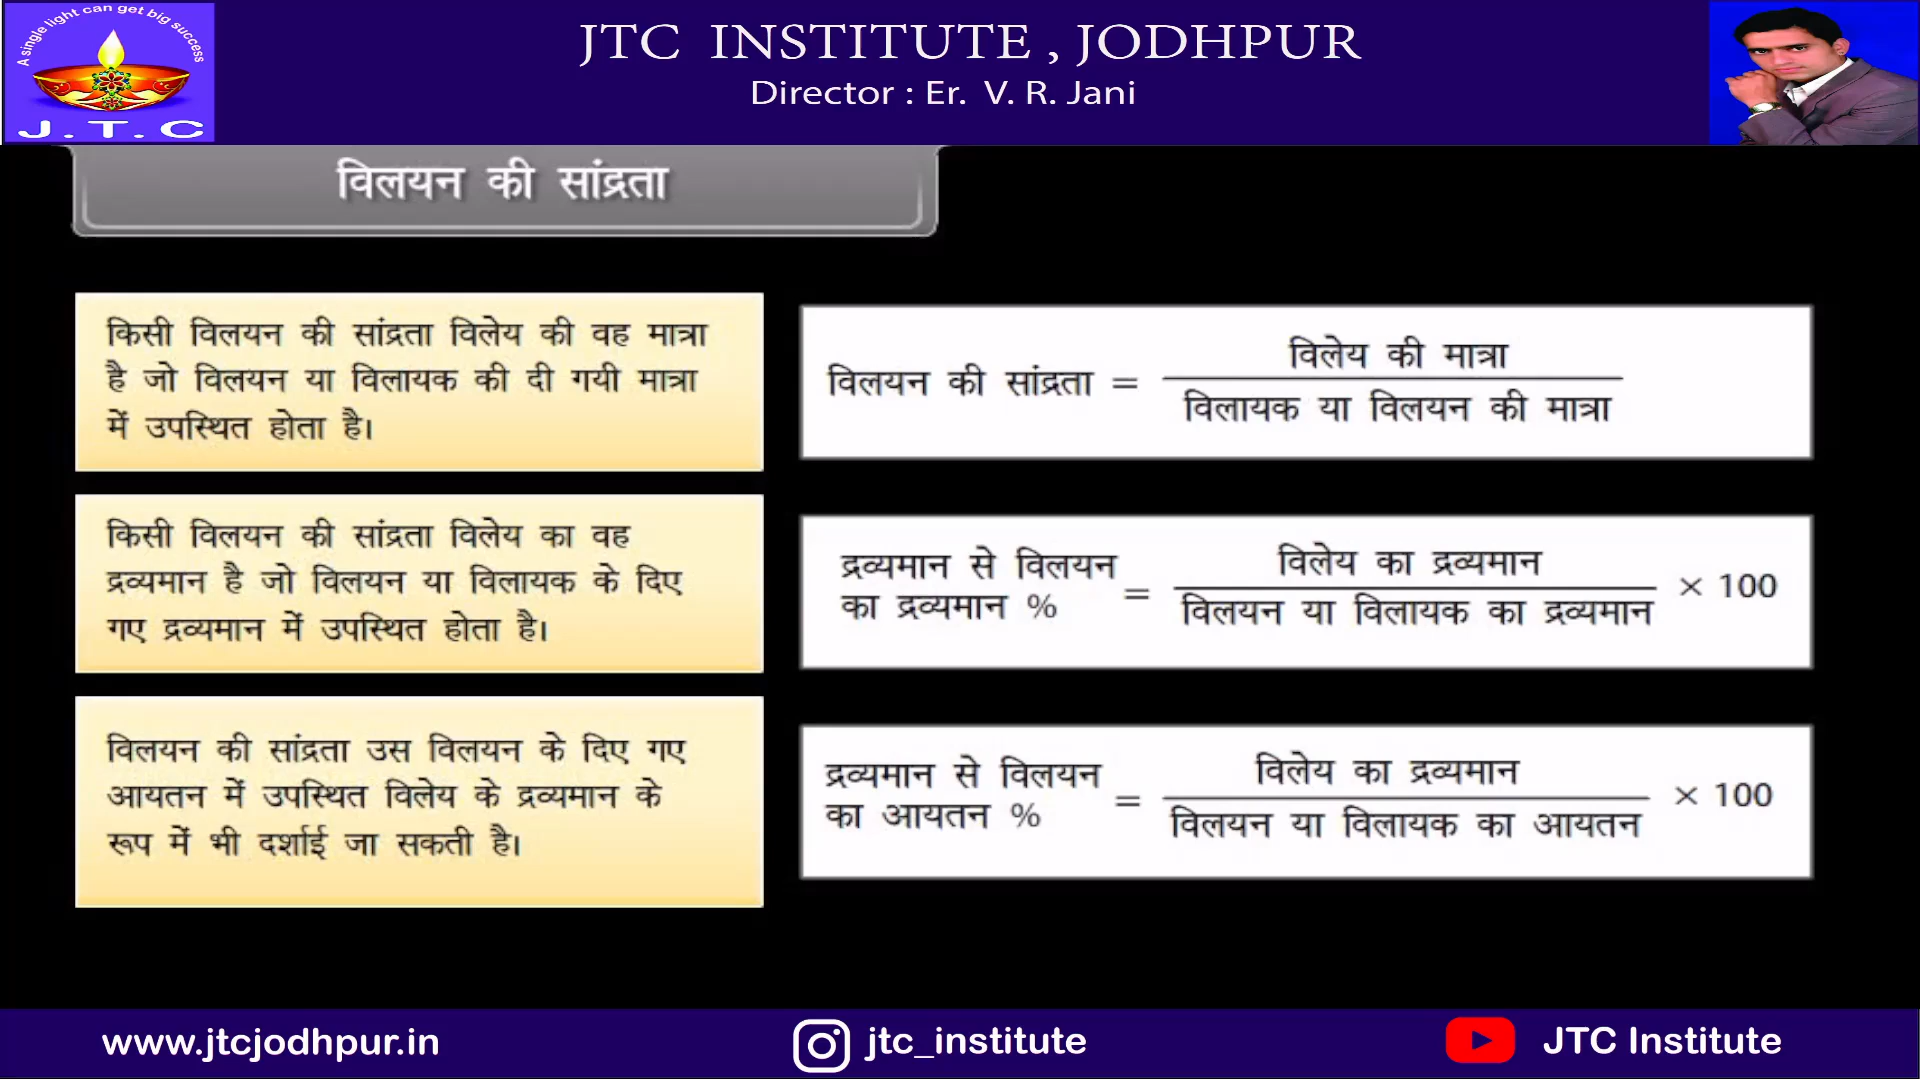 A single light can get big success
J.T.C
JTC INSTITUTE , JODHPUR
Director : Er. V. R. Jani
विलयन की सांद्रता
किसी विलयन की सांद्रता विलेय की वह मात्रा
है जो विलयन या विलायक की दी गयी मात्रा
में उपस्थित होता है।
विलयन की सांद्रता = विलेय की मात्रा
विलायक या विलयन की मात्रा
किसी विलयन की सांद्रता विलेय का वह
द्रव्यमान है जो विलयन या विलायक के दिए
गए द्रव्यमान में उपस्थित होता है।
द्रव्यमान से विलयन
का द्रव्यमान %
=
विलेय का द्रव्यमान
विलयन या विलायक का द्रव्यमान
× 100
विलयन की सांद्रता उस विलयन के दिए गए
आयतन में उपस्थित विलेय के द्रव्यमान के
रूप में भी दर्शाई जा सकती है।
द्रव्यमान से विलयन
का आयतन %
=
विलेय का द्रव्यमान
विलयन या विलायक का आयतन
× 100
www.jtcjodhpur.in
jtc_institute
JTC Institute